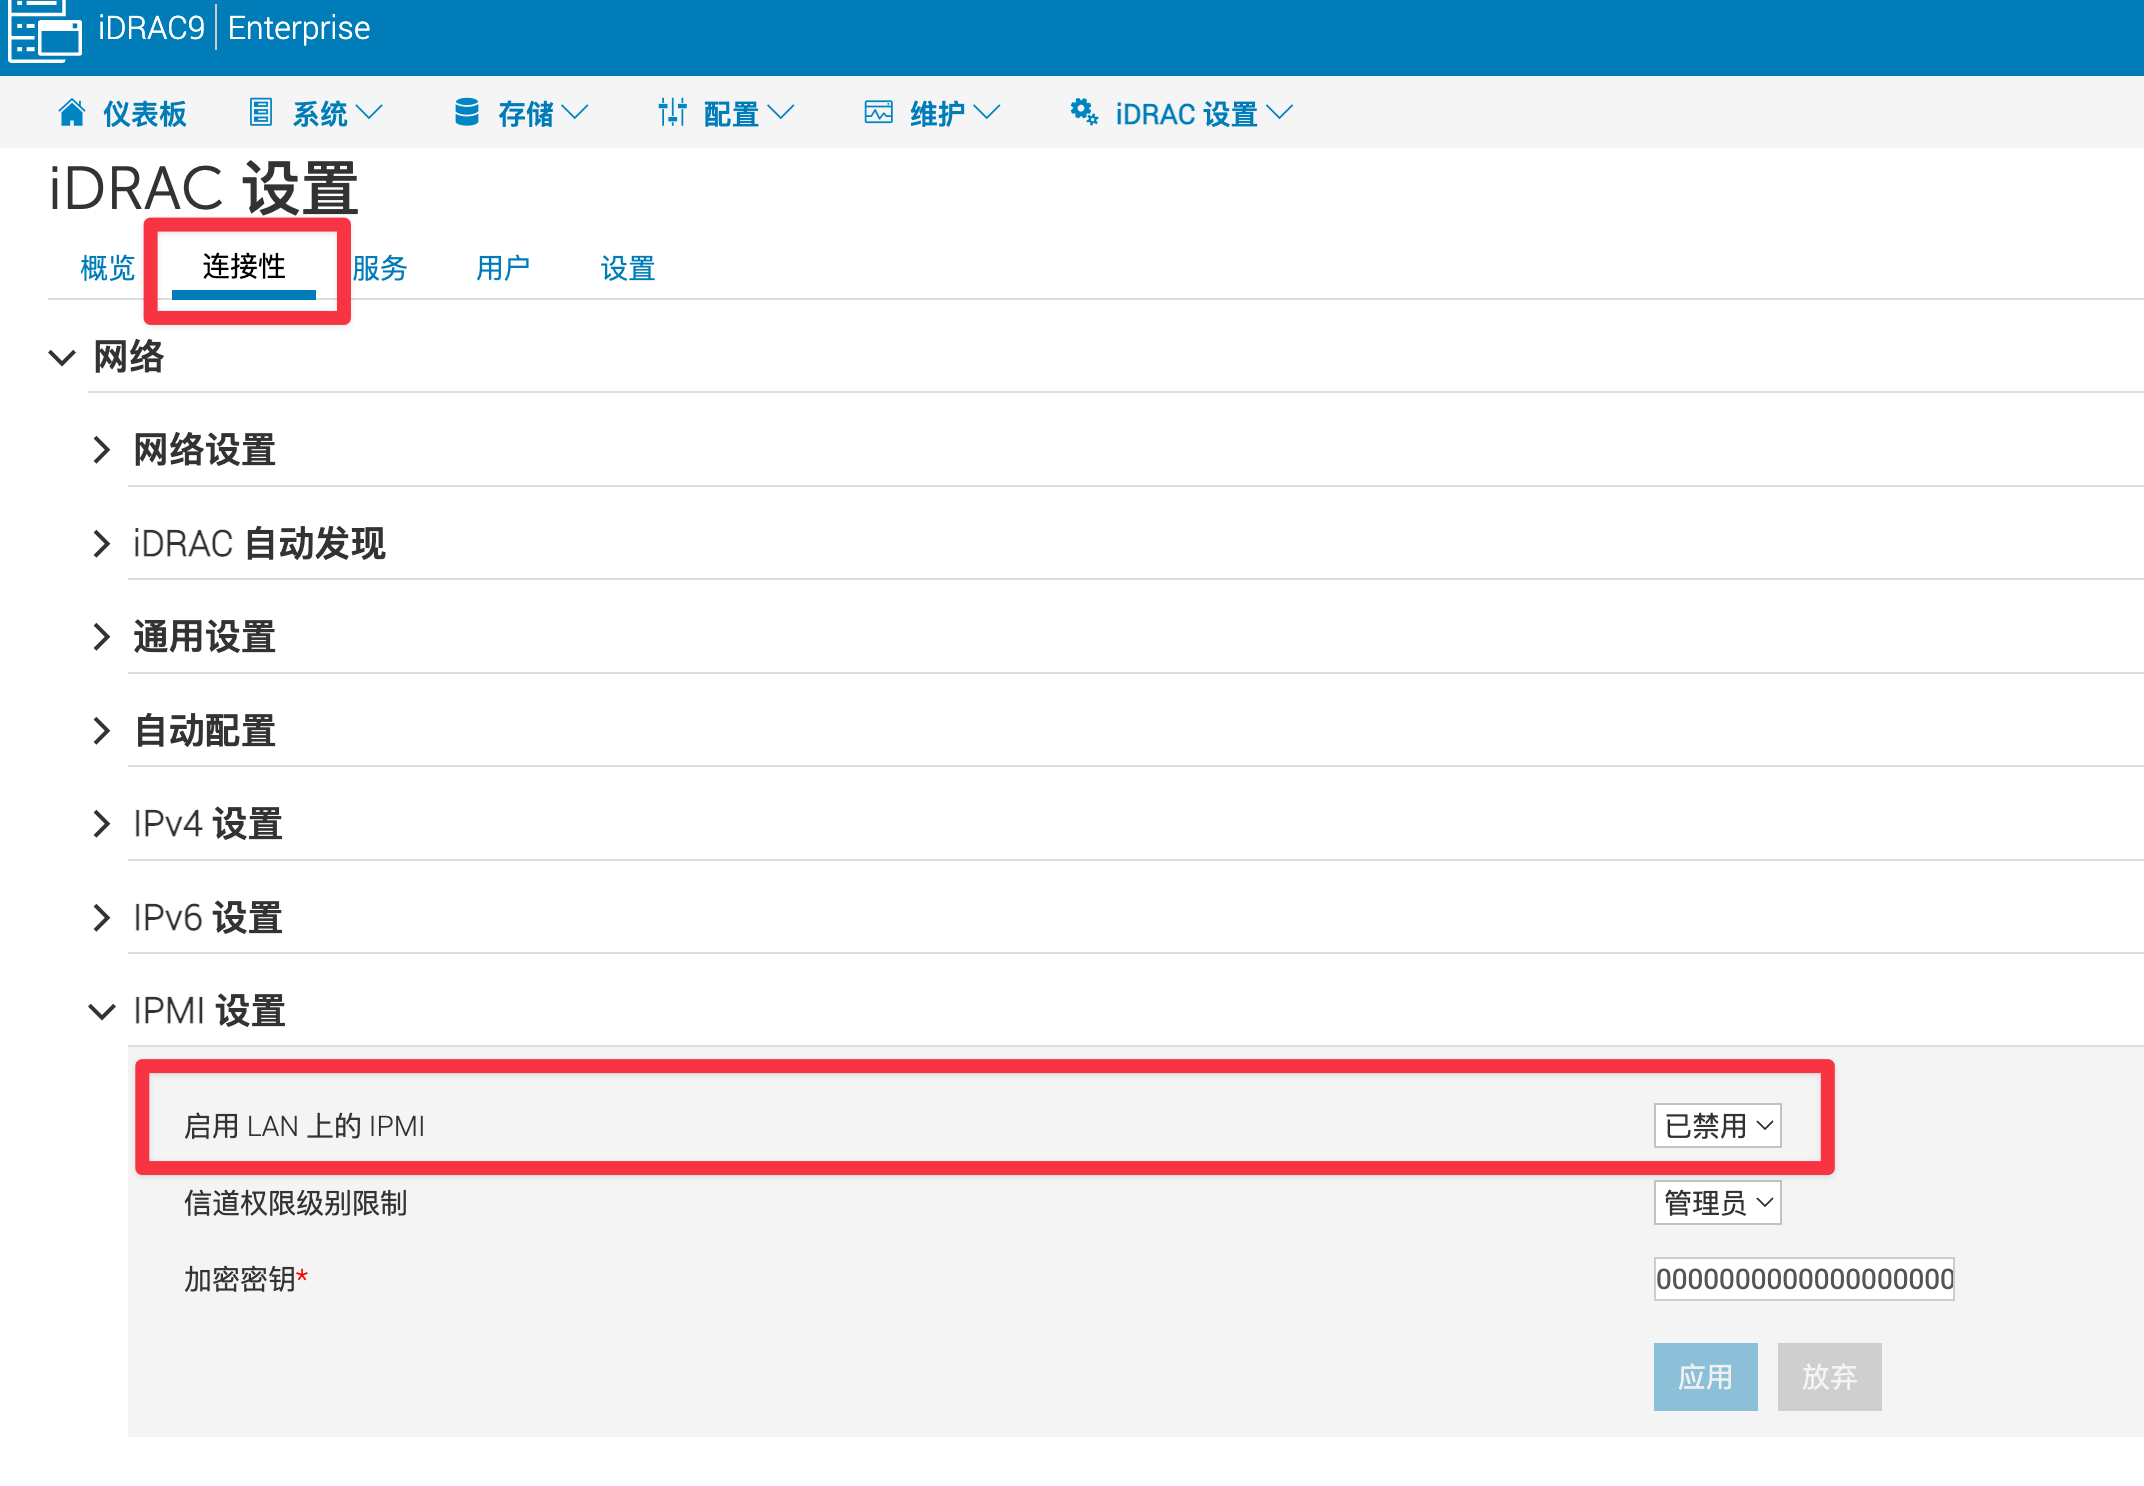 iDRAC9 | Enterprise
仪表板 系统 存储 配置 维护 iDRAC 设置
iDRAC 设置
概览 连接性 服务 用户 设置
网络
网络设置
iDRAC 自动发现
通用设置
自动配置
IPv4 设置
IPv6 设置
IPMI 设置
启用 LAN 上的 IPMI 已禁用
信道权限级别限制 管理员
加密密钥* 0000000000000000000
应用 放弃